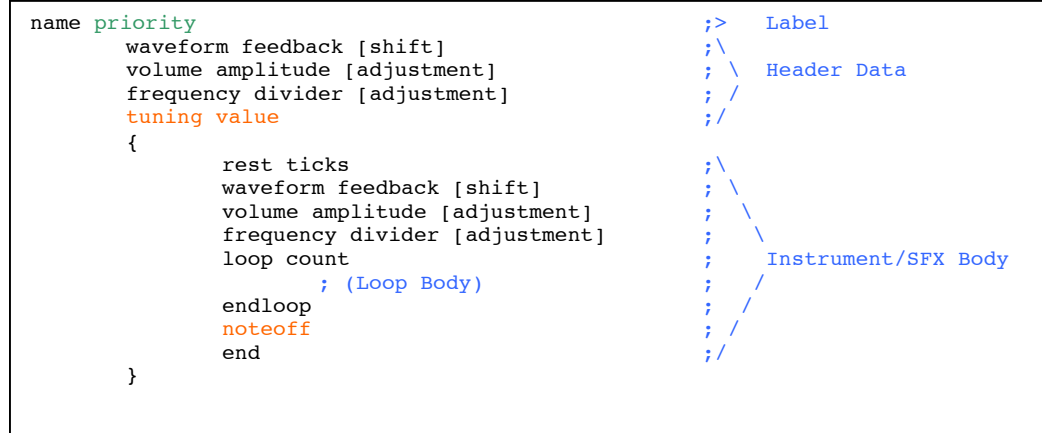 name priority ;> Label
waveform feedback [shift] ;\
volume amplitude [adjustment] ; \ Header Data
frequency divider [adjustment] ; /
tuning value ;/
{
rest ticks ;\
waveform feedback [shift] ; \
volume amplitude [adjustment] ; \
frequency divider [adjustment] ; \
loop count ; Instrument/SFX Body
; (Loop Body) ; /
endloop ; /
noteoff ; /
end ;/
}